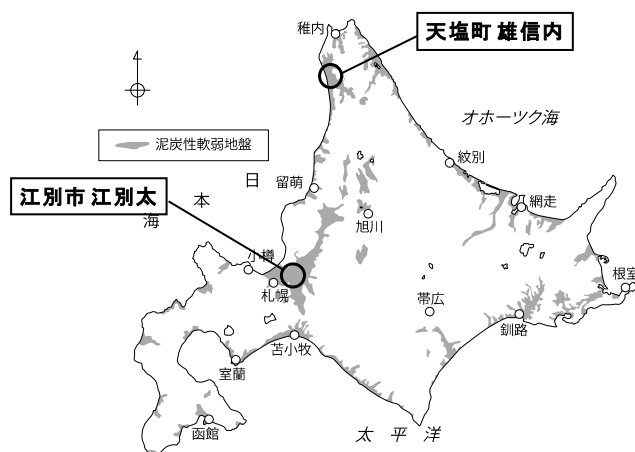 稚内
天塩町 雄信内
オホーツク海
泥炭性軟弱地盤
紋別
日本海
留萌
網走
江別市 江別太
旭川
小樽
札幌
根室
帯広
釧路
苫小牧
室蘭
太平洋
函館